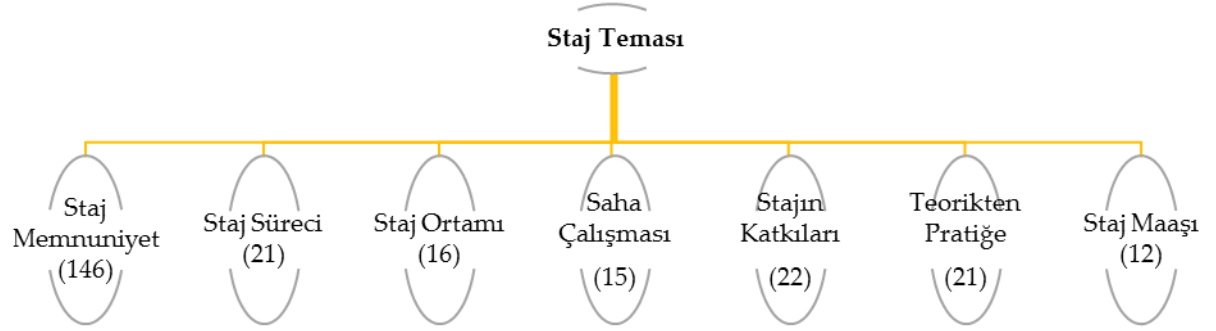 Staj Teması
Staj
Memnuniyet
(146)
Staj Süreci
(21)
Staj Ortamı
(16)
Saha
Çalışması
(15)
Stajın
Katkıları
(22)
Teorikten
Pratiğe
(21)
Staj Maaşı
(12)